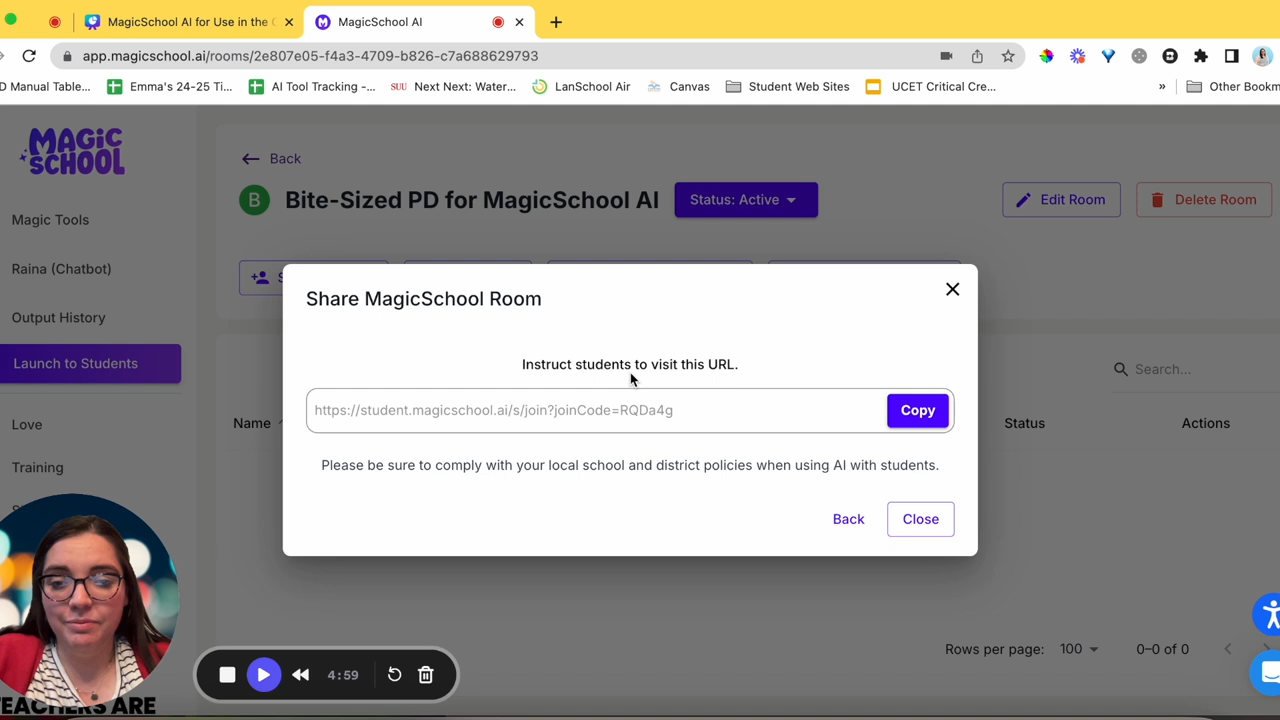 MagicSchool AI for Use in the
MagicSchool AI
app.magicschool.ai/rooms/2e807e05-f4a3-4709-b826-c7a688629793
D Manual Table...
Emma's 24-25 Ti...
AI Tool Tracking -...
SUU
Next Next: Water...
LanSchool Air
Canvas
Student Web Sites
UCET Critical Cre...
»
Other Bookm
MAGIC
SCHOOL
Magic Tools
Raina (Chatbot)
Output History
Launch to Students
Love
Training
Back
B
Bite-Sized PD for MagicSchool AI
Status: Active
Edit Room
Delete Room
S
Share MagicSchool Room
Instruct students to visit this URL.
https://student.magicschool.ai/s/join?joinCode=RQDa4g
Copy
Please be sure to comply with your local school and district policies when using AI with students.
Back
Close
Search...
Name
Status
Actions
Rows per page: 100
0–0 of 0
4:59
TEACHERS ARE